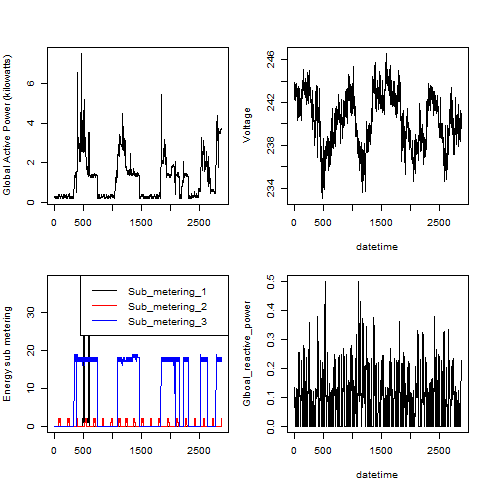 Global Active Power (kilowatts)
0 2 4 6
0 500 1500 2500
Voltage
234 238 242 246
0 500 1500 2500
datetime
Energy sub metering
0 10 20 30
Sub_metering_1
Sub_metering_2
Sub_metering_3
0 500 1500 2500
Glboal_reactive_power
0.0 0.1 0.2 0.3 0.4 0.5
0 500 1500 2500
datetime